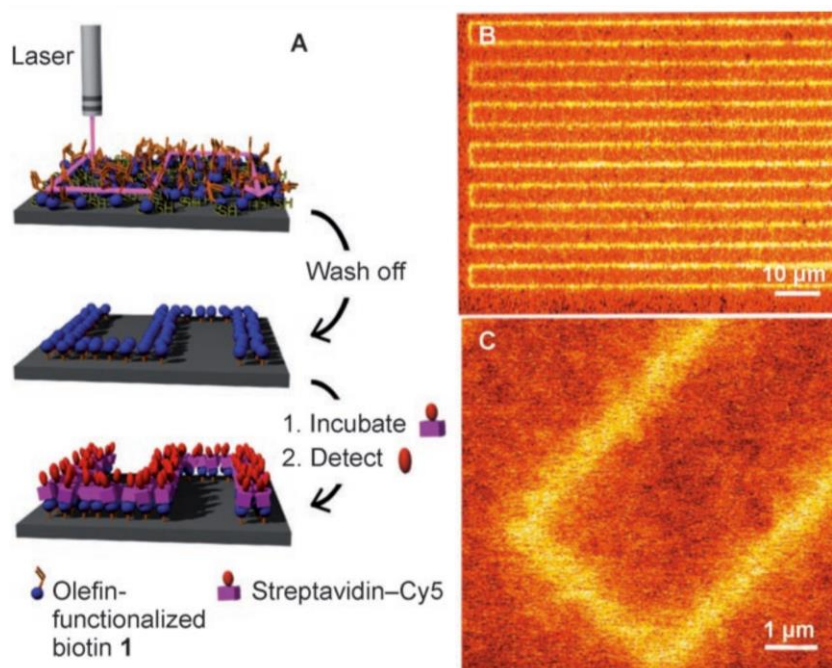 A
Laser
Wash off
1. Incubate
2. Detect
Olefin-
functionalized
biotin 1
Streptavidin–Cy5
B
10 µm
C
1 µm